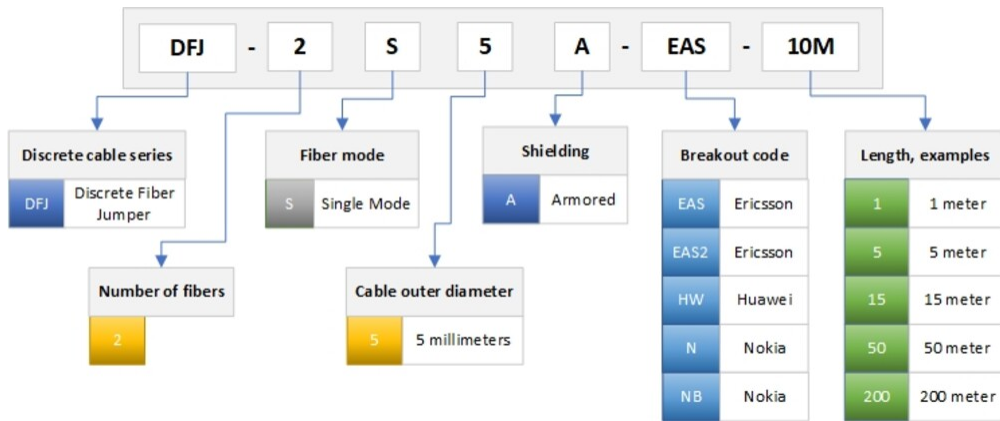 DFJ - 2 S 5 A - EAS - 10M
Discrete cable series
DFJ Discrete Fiber
Jumper
Fiber mode
S Single Mode
Shielding
A Armored
Breakout code
EAS Ericsson
EAS2 Ericsson
HW Huawei
N Nokia
NB Nokia
Length, examples
1 1 meter
5 5 meter
15 15 meter
50 50 meter
200 200 meter
Number of fibers
2
Cable outer diameter
5 5 millimeters